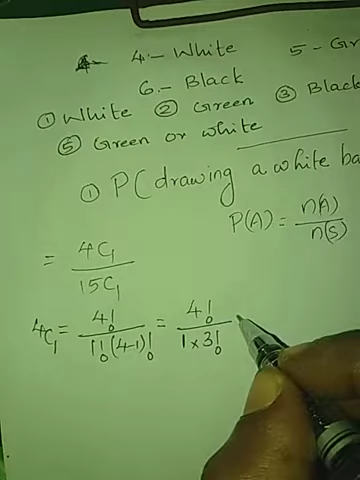 4 - White 5 - Gr
6 - Black
① White ② Green ③ Black
⑤ Green or white
① P(drawing a white ba
P(A) = n(A)/n(S)
= 4C₁/15C₁
4C₁ = 4!/1!(4-1)! = 4!/1×3!